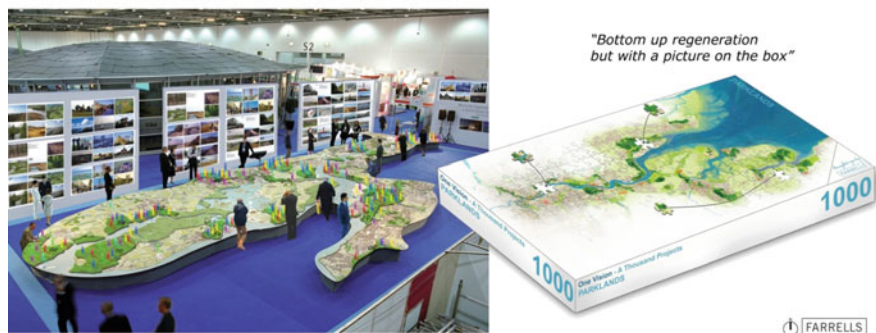 S2
"Bottom up regeneration
but with a picture on the box"
PARKLANDS
1000
One Vision - A Thousand Projects
PARKLANDS
1000
FARRELLS